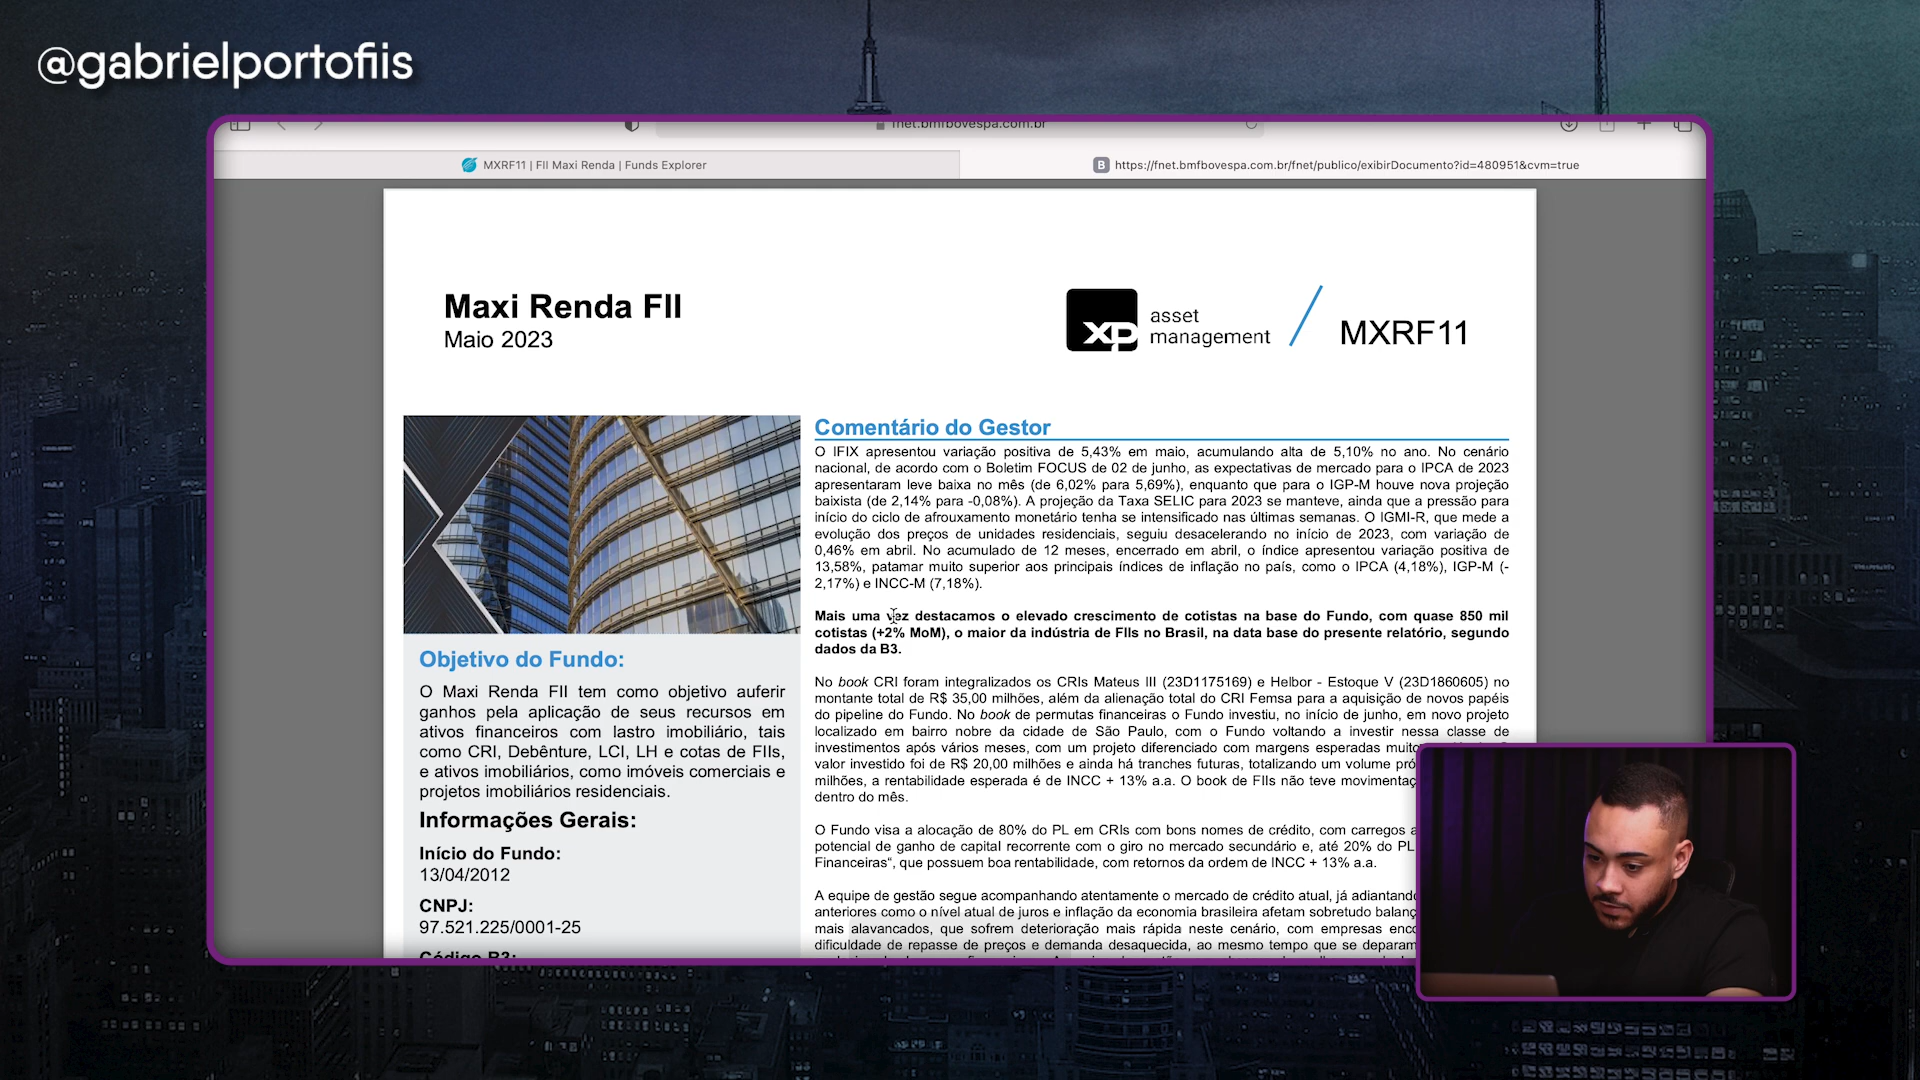 @gabrielportofiis
fnet.bmfbovespa.com.br
MXRF11 | FII Maxi Renda | Funds Explorer
B https://fnet.bmfbovespa.com.br/fnet/publico/exibirDocumento?id=480951&cvm=true
Maxi Renda FII
Maio 2023
xp asset
management
MXRF11
Comentário do Gestor
O IFIX apresentou variação positiva de 5,43% em maio, acumulando alta de 5,10% no ano. No cenário
nacional, de acordo com o Boletim FOCUS de 02 de junho, as expectativas de mercado para o IPCA de 2023
apresentaram leve baixa no mês (de 6,02% para 5,69%), enquanto que para o IGP-M houve nova projeção
baixista (de 2,14% para -0,08%). A projeção da Taxa SELIC para 2023 se manteve, ainda que a pressão para
início do ciclo de afrouxamento monetário tenha se intensificado nas últimas semanas. O IGMI-R, que mede a
evolução dos preços de unidades residenciais, seguiu desacelerando no início de 2023, com variação de
0,46% em abril. No acumulado de 12 meses, encerrado em abril, o índice apresentou variação positiva de
13,58%, patamar muito superior aos principais índices de inflação no país, como o IPCA (4,18%), IGP-M (-
2,17%) e INCC-M (7,18%).
Mais uma vez destacamos o elevado crescimento de cotistas na base do Fundo, com quase 850 mil
cotistas (+2% MoM), o maior da indústria de FIIs no Brasil, na data base do presente relatório, segundo
dados da B3.
No book CRI foram integralizados os CRIs Mateus III (23D1175169) e Helbor - Estoque V (23D1860605) no
montante total de R$ 35,00 milhões, além da alienação total do CRI Femsa para a aquisição de novos papéis
do pipeline do Fundo. No book de permutas financeiras o Fundo investiu, no início de junho, em novo projeto
localizado em bairro nobre da cidade de São Paulo, com o Fundo voltando a investir nessa classe de
investimentos após vários meses, com um projeto diferenciado com margens esperadas muito
valor investido foi de R$ 20,00 milhões e ainda há tranches futuras, totalizando um volume
milhões, a rentabilidade esperada é de INCC + 13% a.a. O book de FIIs não teve
dentro do mês.
O Fundo visa a alocação de 80% do PL em CRIs com bons nomes de crédito, com carregos
potencial de ganho de capital recorrente com o giro no mercado secundário e, até 20% do PL
Financeiras“, que possuem boa rentabilidade, com retornos da ordem de INCC + 13% a.a.
A equipe de gestão segue acompanhando atentamente o mercado de crédito atual, já adiantando
anteriores como o nível atual de juros e inflação da economia brasileira afetam sobretudo
mais alavancados, que sofrem deterioração mais rápida neste cenário, com empresas
dificuldade de repasse de preços e demanda desaquecida, ao mesmo tempo que se deparam
Objetivo do Fundo:
O Maxi Renda FII tem como objetivo auferir
ganhos pela aplicação de seus recursos em
ativos financeiros com lastro imobiliário, tais
como CRI, Debênture, LCI, LH e cotas de FIIs,
e ativos imobiliários, como imóveis comerciais e
projetos imobiliários residenciais.
Informações Gerais:
Início do Fundo:
13/04/2012
CNPJ:
97.521.225/0001-25
Código B3: